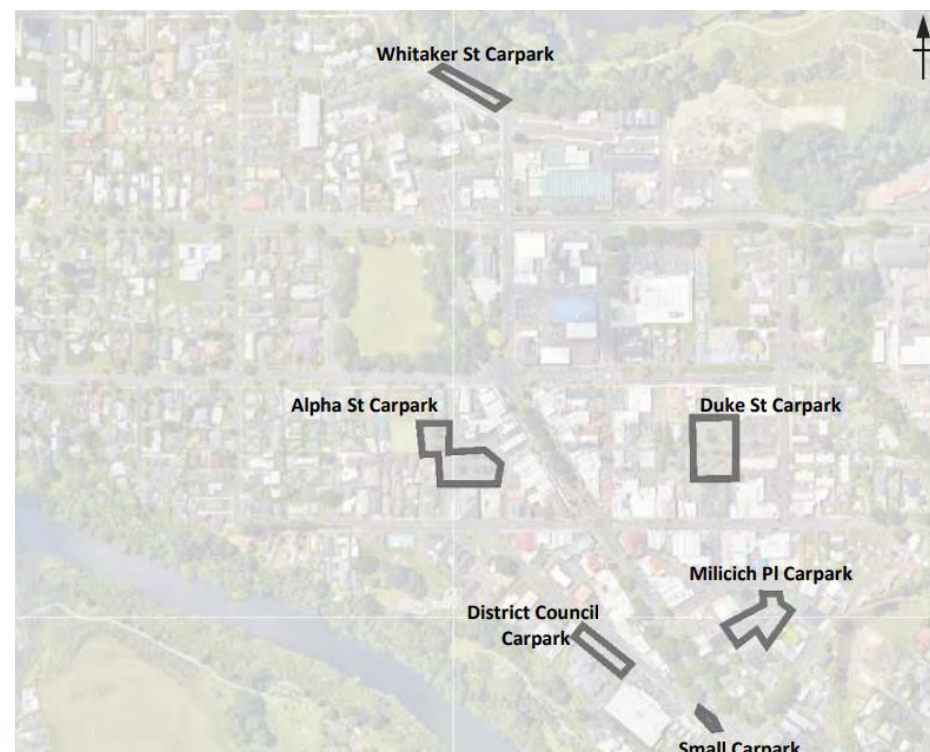 Whitaker St Carpark
Alpha St Carpark
Duke St Carpark
Milicich Pl Carpark
District Council
Carpark
Small Carpark